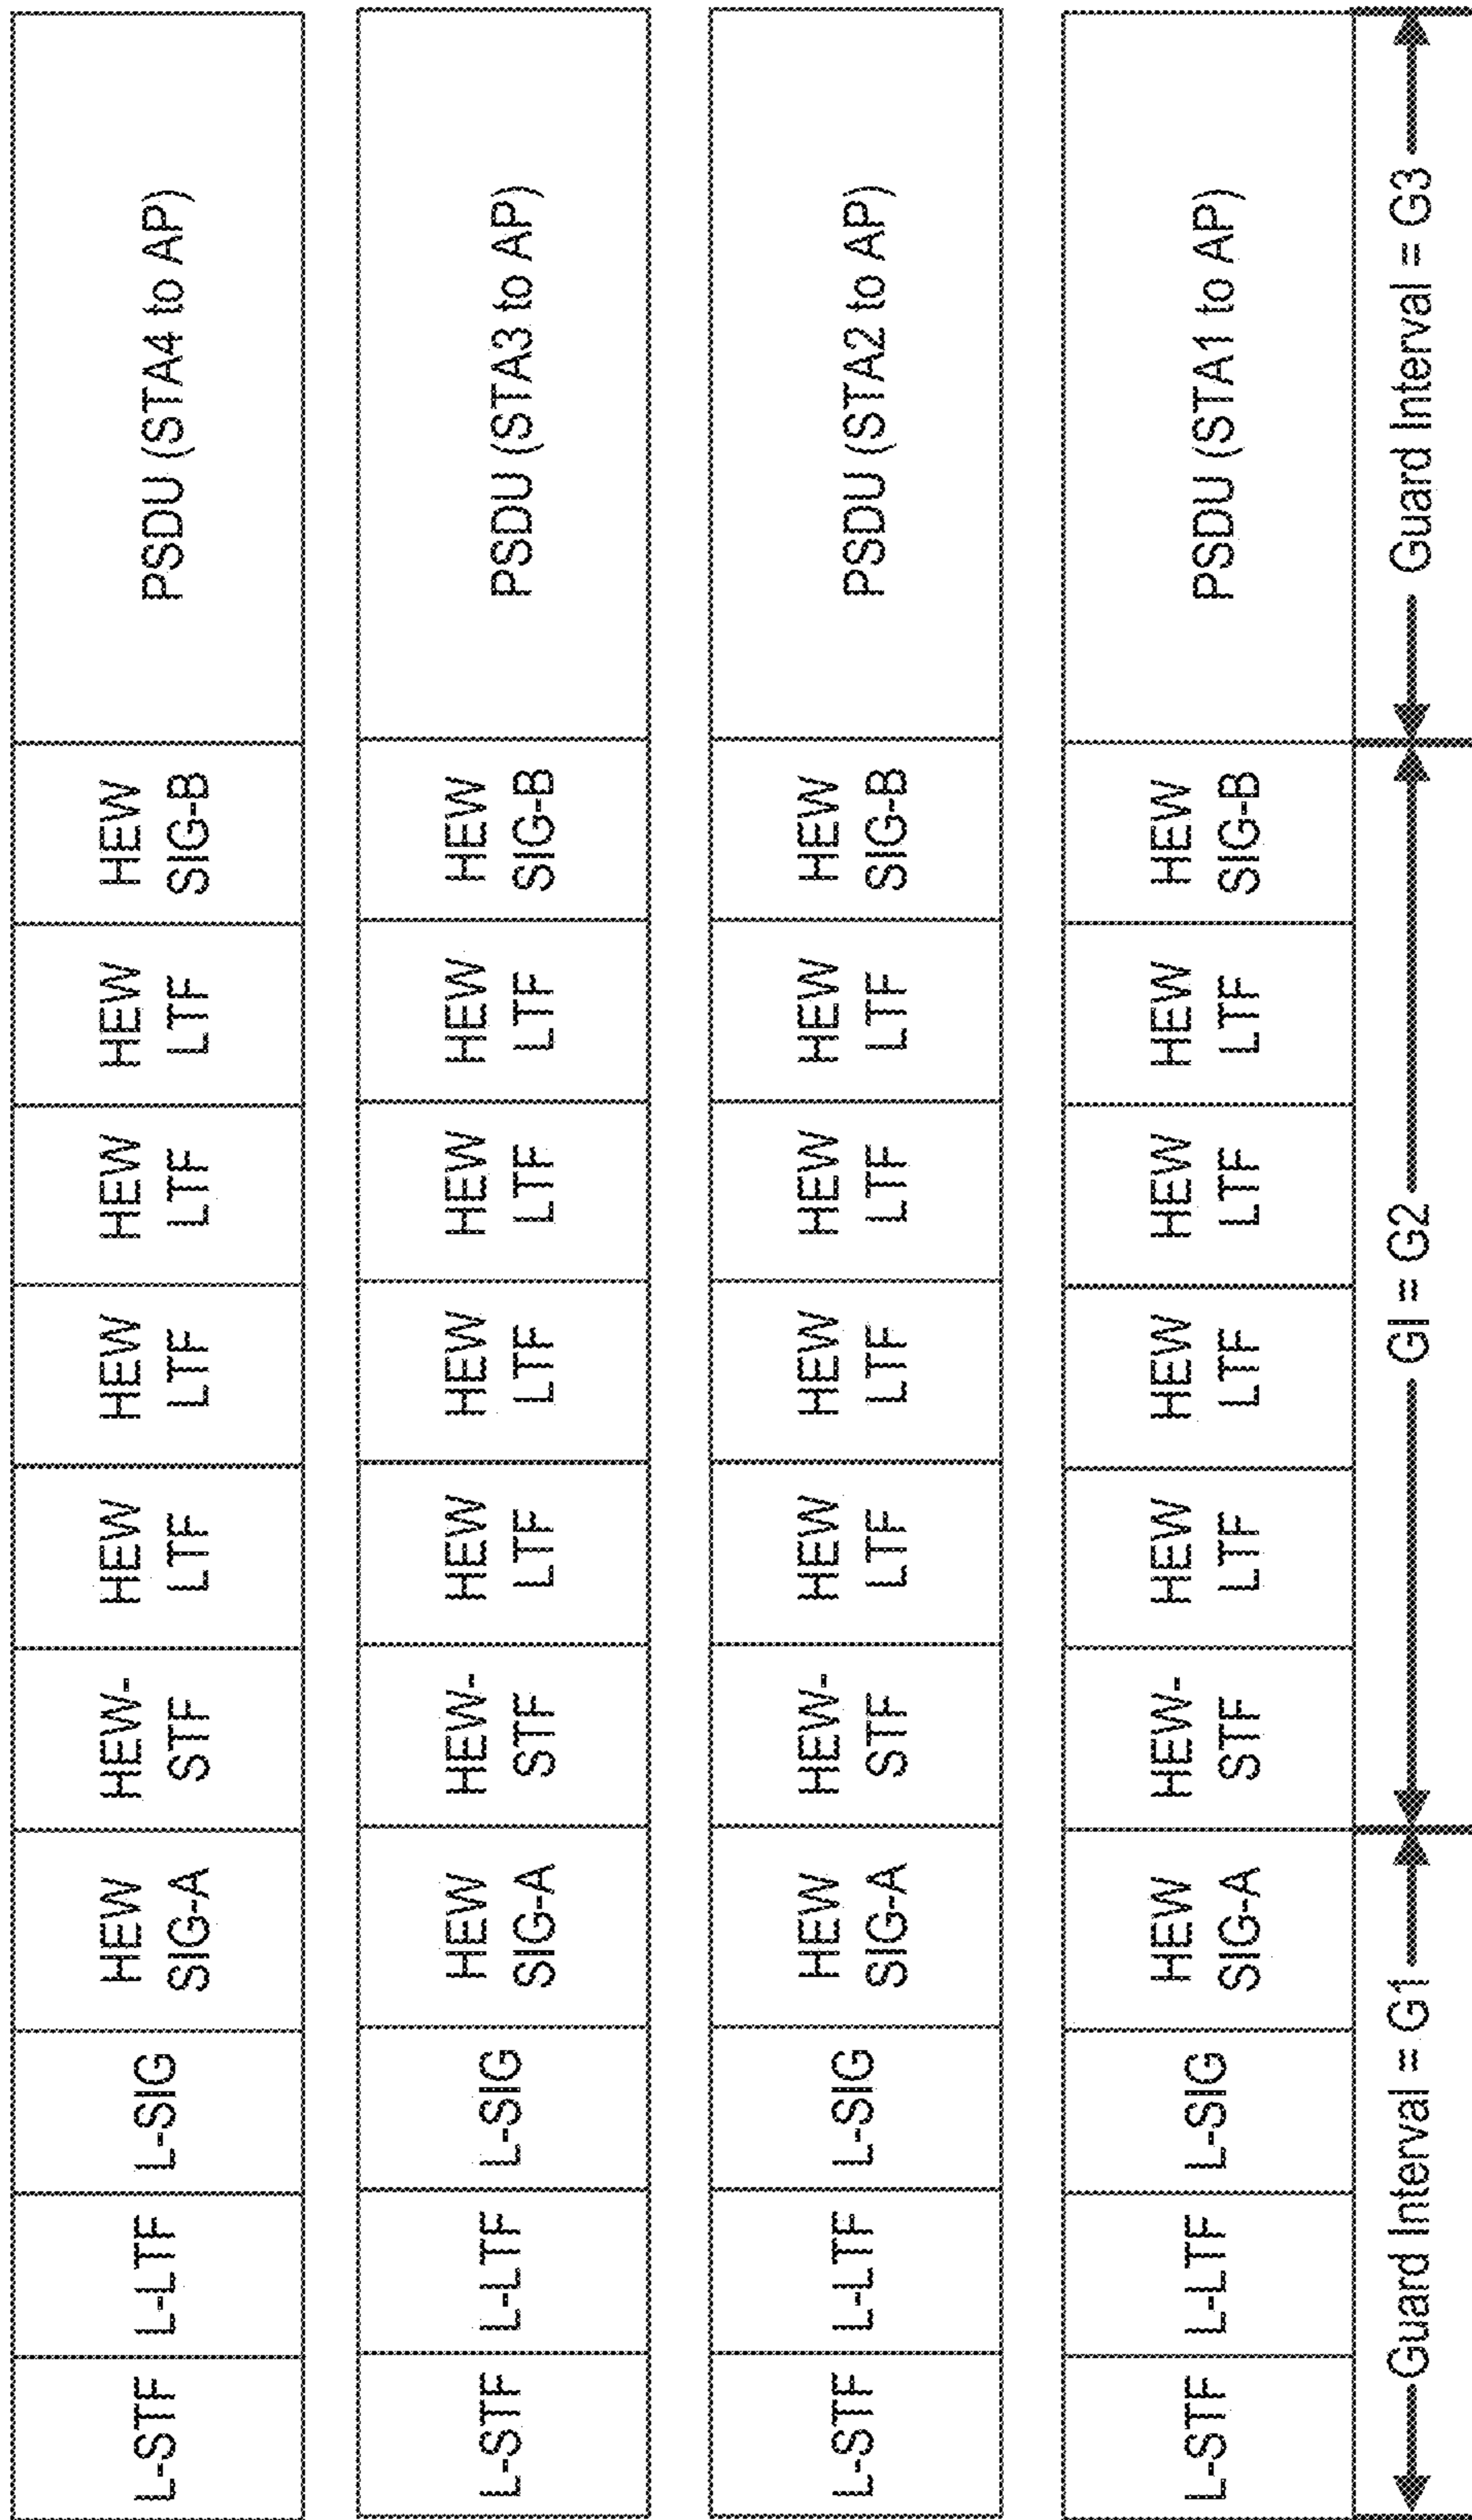 L-STF
L-LTF
L-SIG
HEW
SIG-A
HEW-
STF
HEW
LTF
HEW
LTF
HEW
LTF
HEW
LTF
HEW
SIG-B
PSDU (STA4 to AP)
L-STF
L-LTF
L-SIG
HEW
SIG-A
HEW-
STF
HEW
LTF
HEW
LTF
HEW
LTF
HEW
LTF
HEW
SIG-B
PSDU (STA3 to AP)
L-STF
L-LTF
L-SIG
HEW
SIG-A
HEW-
STF
HEW
LTF
HEW
LTF
HEW
LTF
HEW
LTF
HEW
SIG-B
PSDU (STA2 to AP)
L-STF
L-LTF
L-SIG
HEW
SIG-A
HEW-
STF
HEW
LTF
HEW
LTF
HEW
LTF
HEW
LTF
HEW
SIG-B
PSDU (STA1 to AP)
Guard Interval = G1
GI = G2
Guard Interval = G3